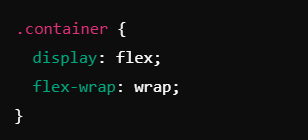 .container {
  display: flex;
  flex-wrap: wrap;
}